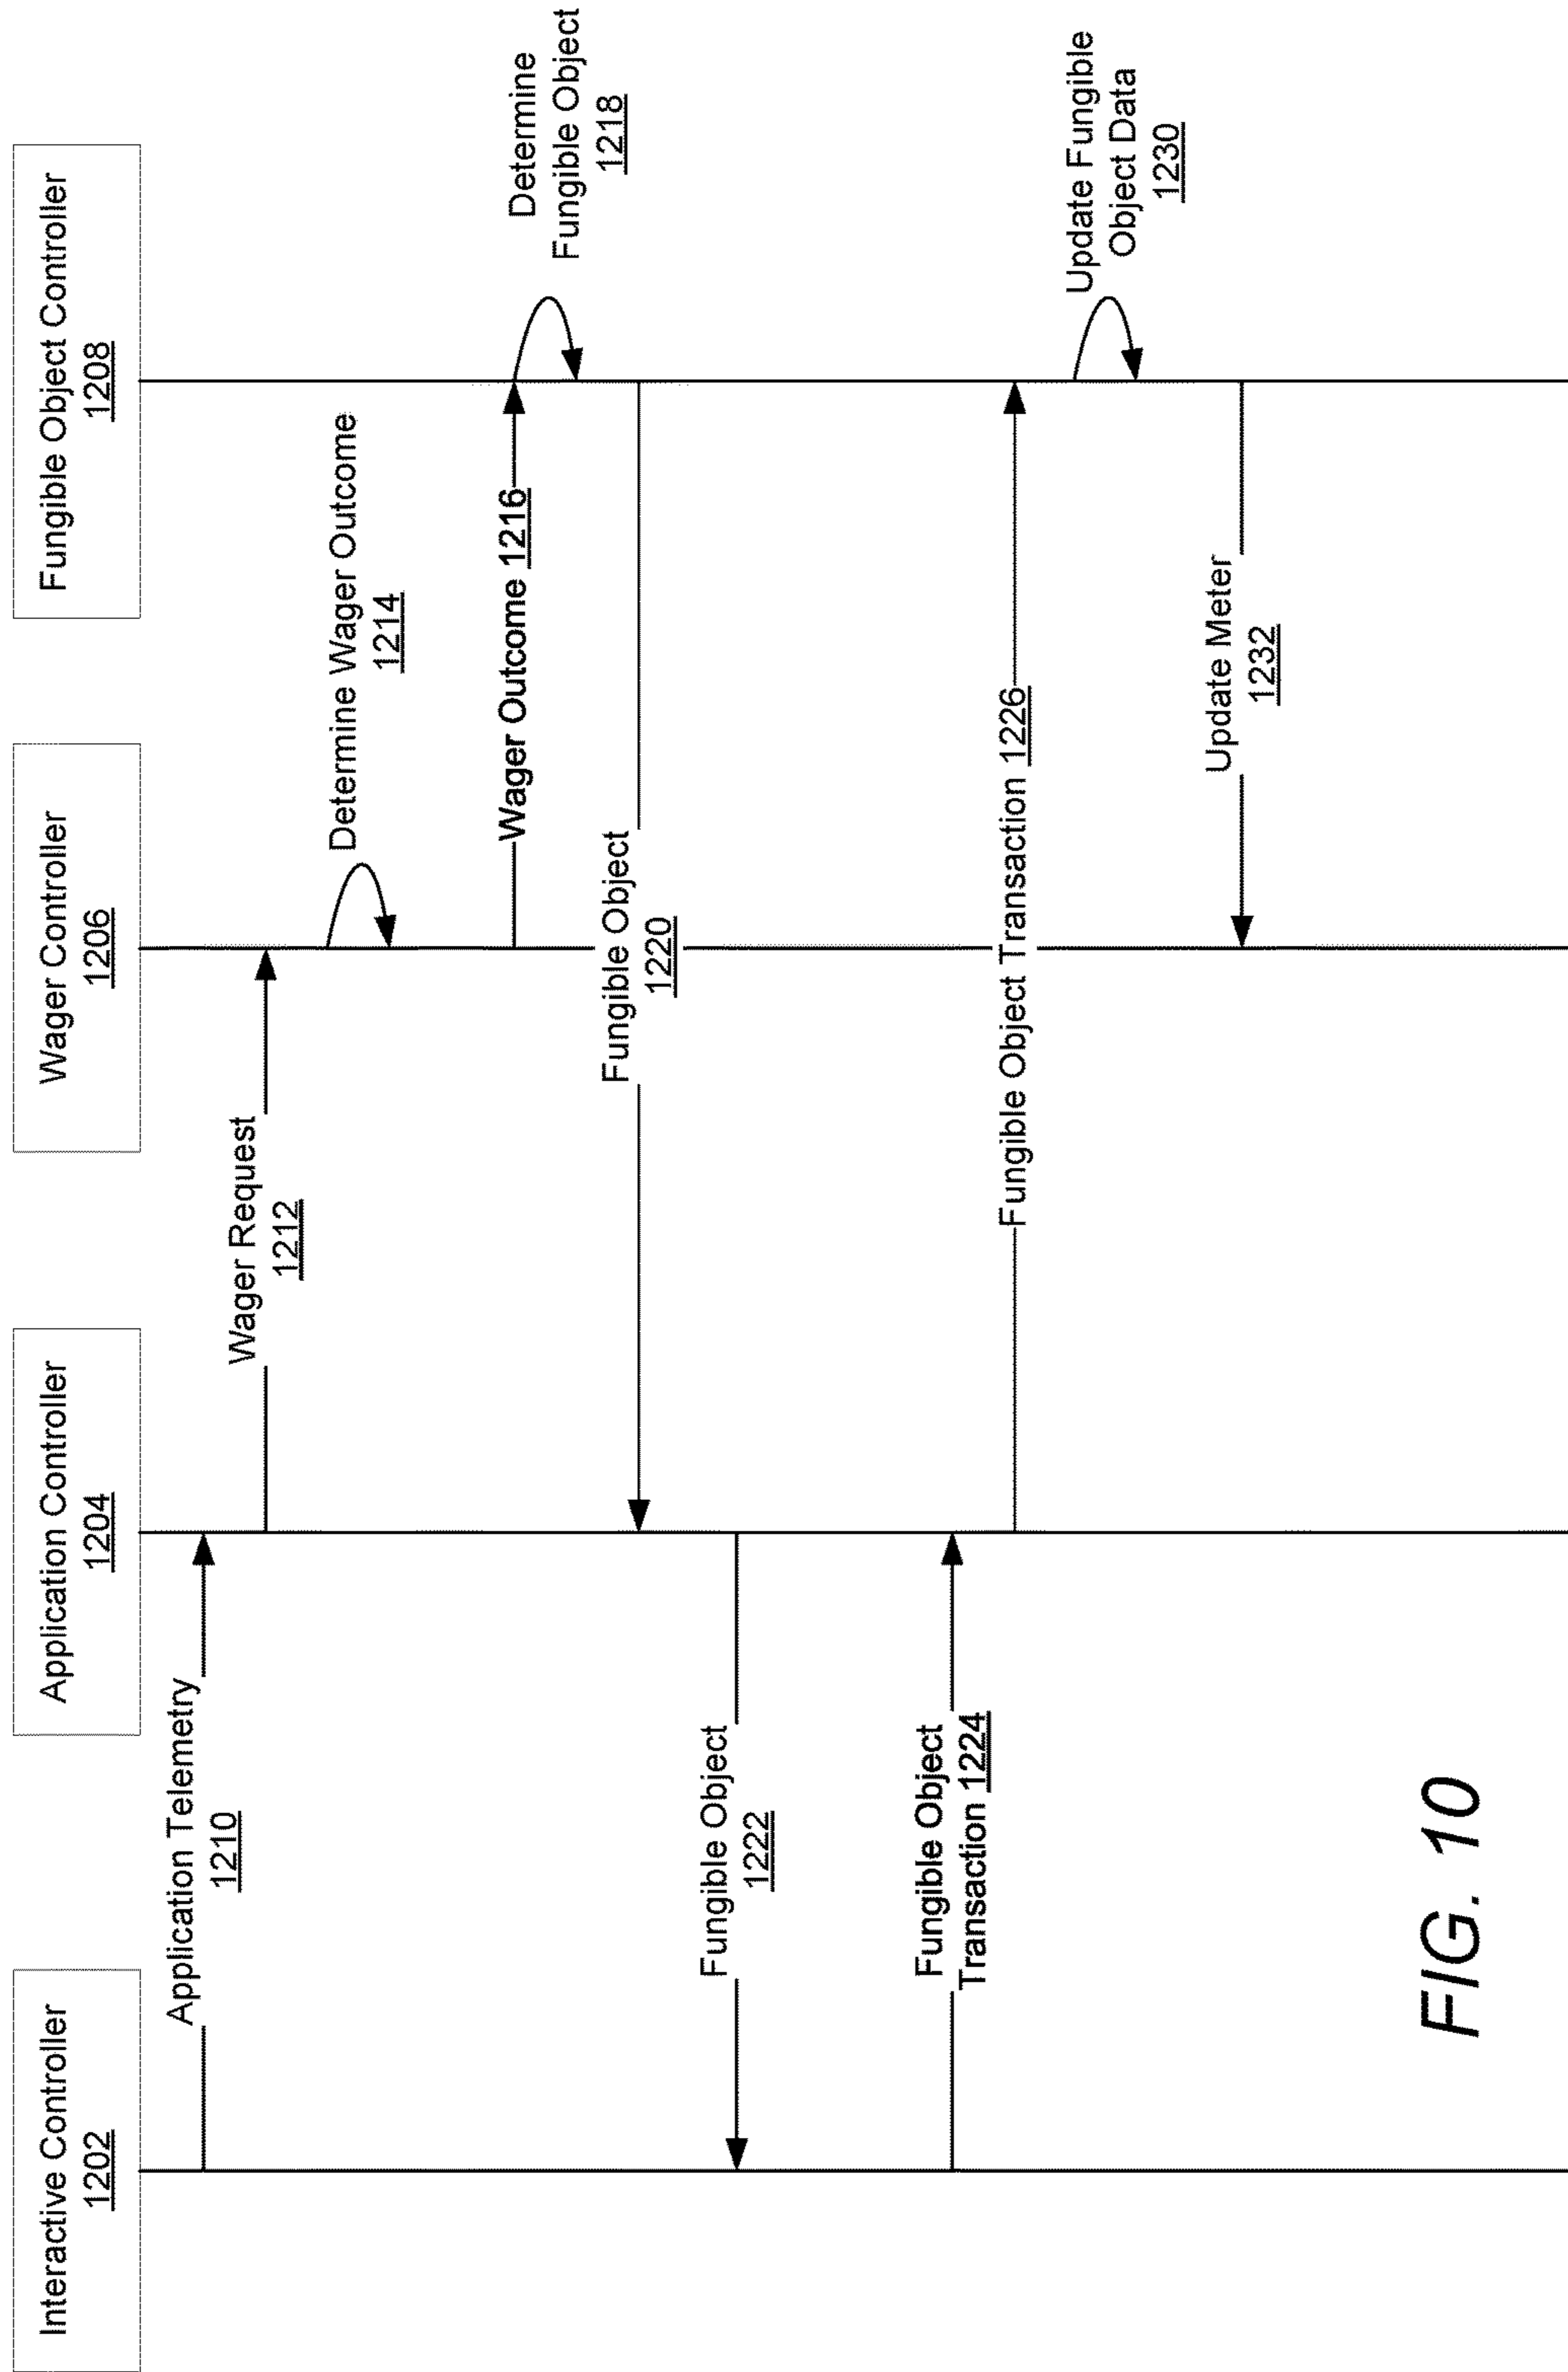 Interactive Controller
1202
Application Controller
1204
Wager Controller
1206
Fungible Object Controller
1208
Application Telemetry
1210
Wager Request
1212
Determine Wager Outcome
1214
Wager Outcome 1216
Determine
Fungible Object
1218
Fungible Object
1220
Fungible Object
1222
Fungible Object
Transaction 1224
Fungible Object Transaction 1226
Update Fungible
Object Data
1230
Update Meter
1232
FIG. 10